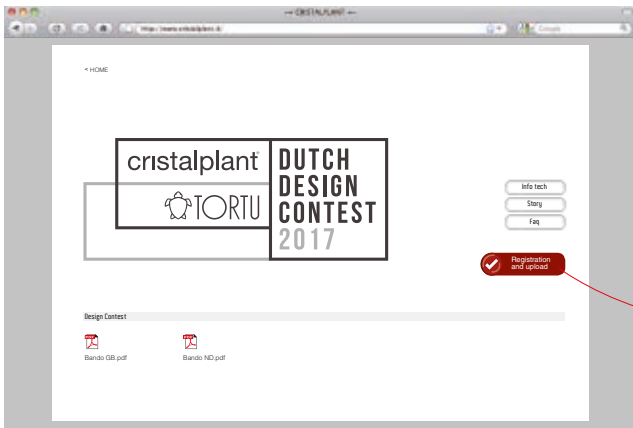 — CRISTALPLANT —
Google
< HOME
cristalplant®
TORTU
DUTCH
DESIGN
CONTEST
2017
Info tech
Story
Faq
Registration
and upload
Design Contest
Bando GB.pdf
Bando ND.pdf